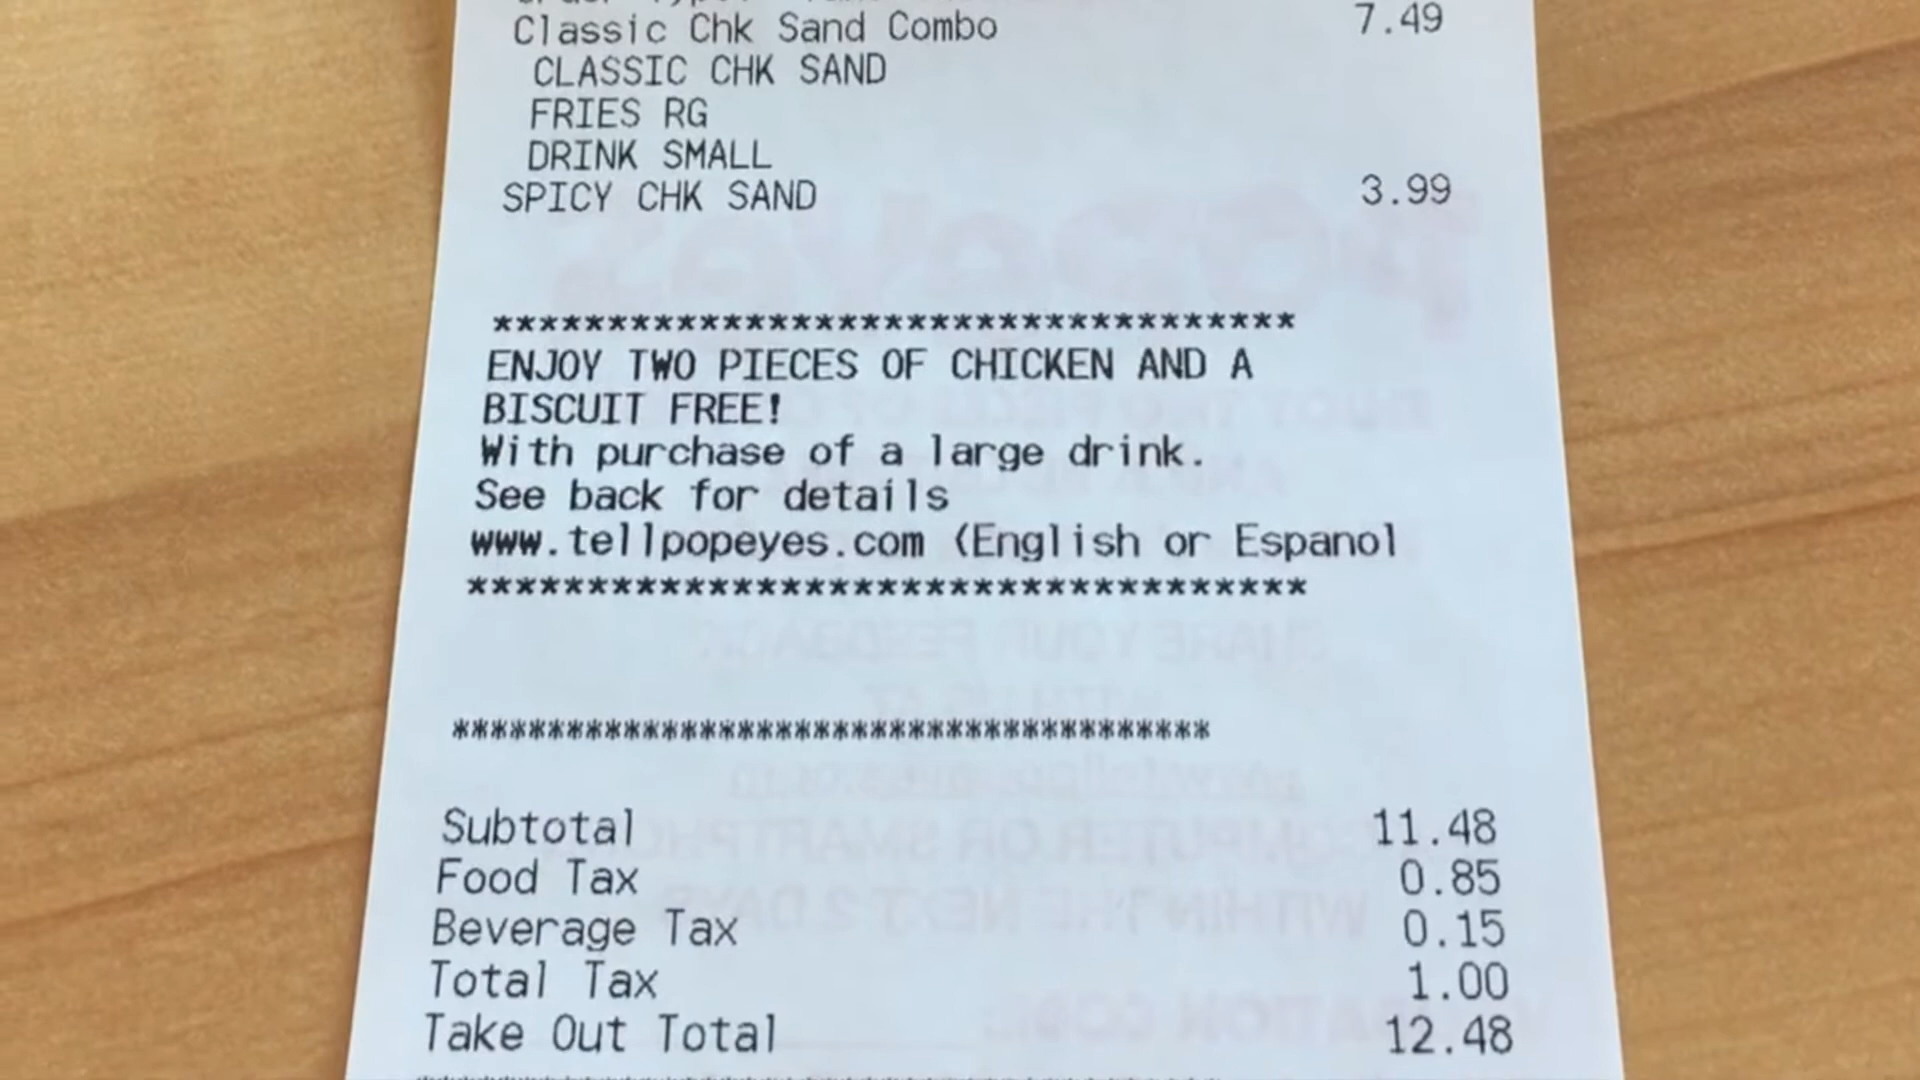 Classic Chk Sand Combo 7.49
CLASSIC CHK SAND
FRIES RG
DRINK SMALL
SPICY CHK SAND 3.99
***********************************
ENJOY TWO PIECES OF CHICKEN AND A
BISCUIT FREE!
With purchase of a large drink.
See back for details
www.tellpopeyes.com (English or Espanol
***********************************
****************************************
Subtotal 11.48
Food Tax 0.85
Beverage Tax 0.15
Total Tax 1.00
Take Out Total 12.48